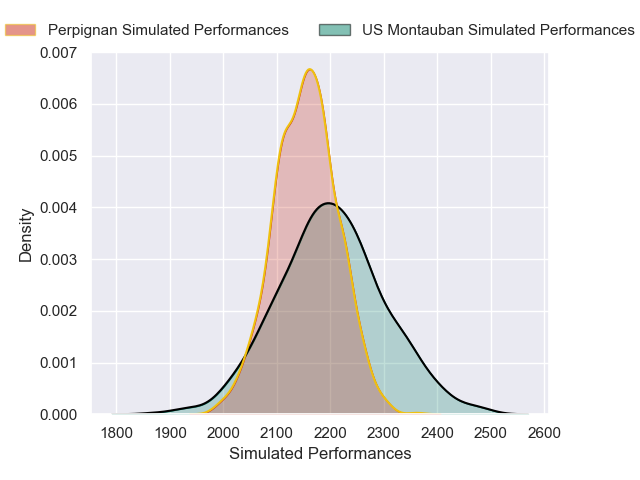 Perpignan Simulated Performances US Montauban Simulated Performances
0.007
0.006
0.005
0.004
0.003
0.002
0.001
0.000
Density
1800 1900 2000 2100 2200 2300 2400 2500 2600
Simulated Performances